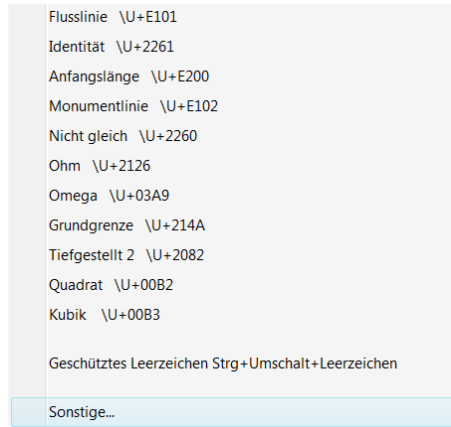 Flusslinie \U+E101
Identität \U+2261
Anfangslänge \U+E200
Monumentlinie \U+E102
Nicht gleich \U+2260
Ohm \U+2126
Omega \U+03A9
Grundgrenze \U+214A
Tiefgestellt 2 \U+2082
Quadrat \U+00B2
Kubik \U+00B3
Geschütztes Leerzeichen Strg+Umschalt+Leerzeichen
Sonstige...